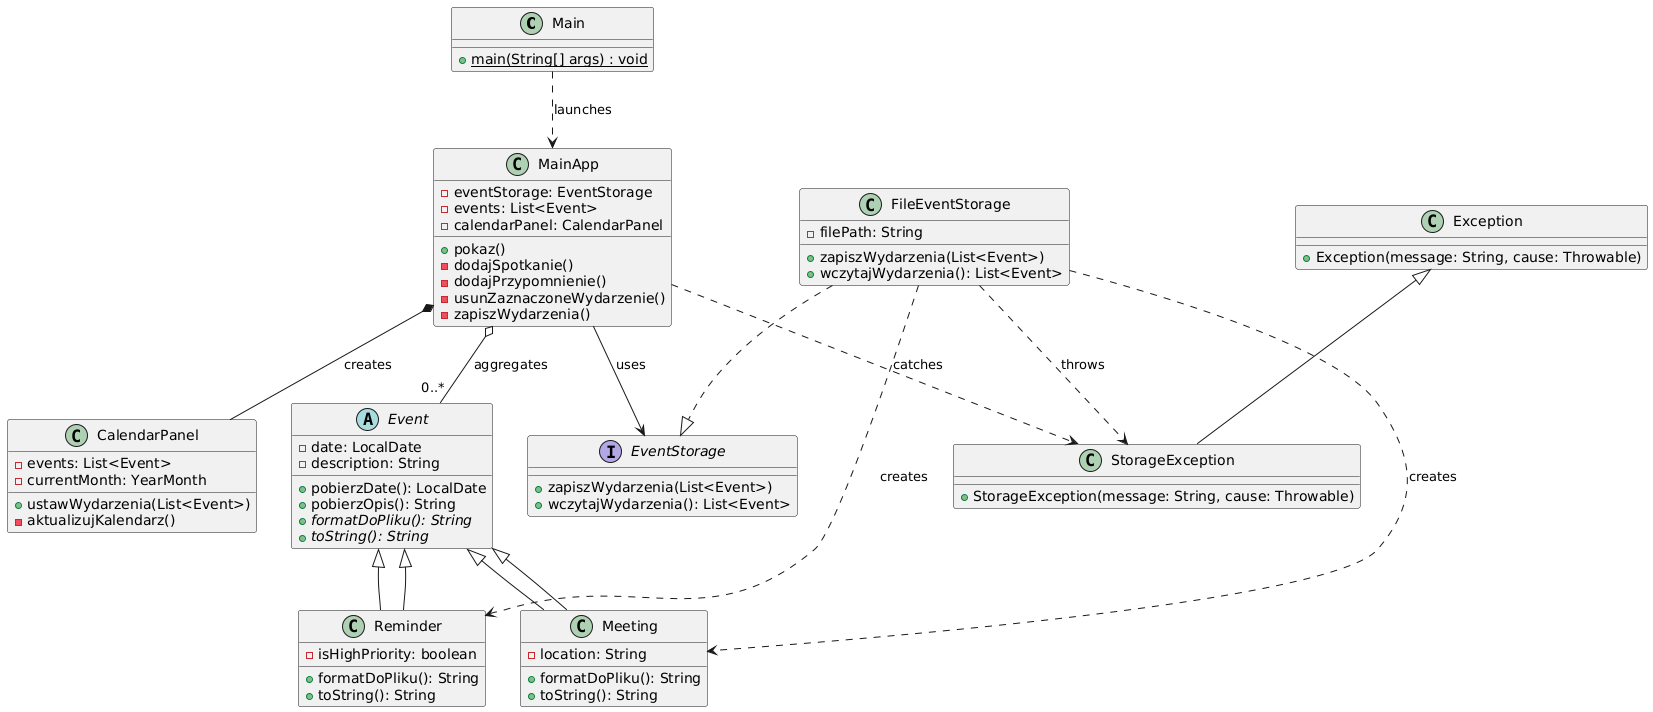 C Main
main(String[] args) : void
launches
C MainApp
eventStorage: EventStorage
events: List<Event>
calendarPanel: CalendarPanel
pokaz()
dodajSpotkanie()
dodajPrzypomnienie()
usunZaznaczoneWydarzenie()
zapiszWydarzenia()
C FileEventStorage
filePath: String
zapiszWydarzenia(List<Event>)
wczytajWydarzenia(): List<Event>
C Exception
Exception(message: String, cause: Throwable)
creates
aggregates
0..*
uses
catches
throws
C CalendarPanel
events: List<Event>
currentMonth: YearMonth
ustawWydarzenia(List<Event>)
aktualizujKalendarz()
A Event
date: LocalDate
description: String
pobierzDate(): LocalDate
pobierzOpis(): String
formatDoPliku(): String
toString(): String
I EventStorage
zapiszWydarzenia(List<Event>)
wczytajWydarzenia(): List<Event>
creates
C StorageException
StorageException(message: String, cause: Throwable)
creates
C Reminder
isHighPriority: boolean
formatDoPliku(): String
toString(): String
C Meeting
location: String
formatDoPliku(): String
toString(): String